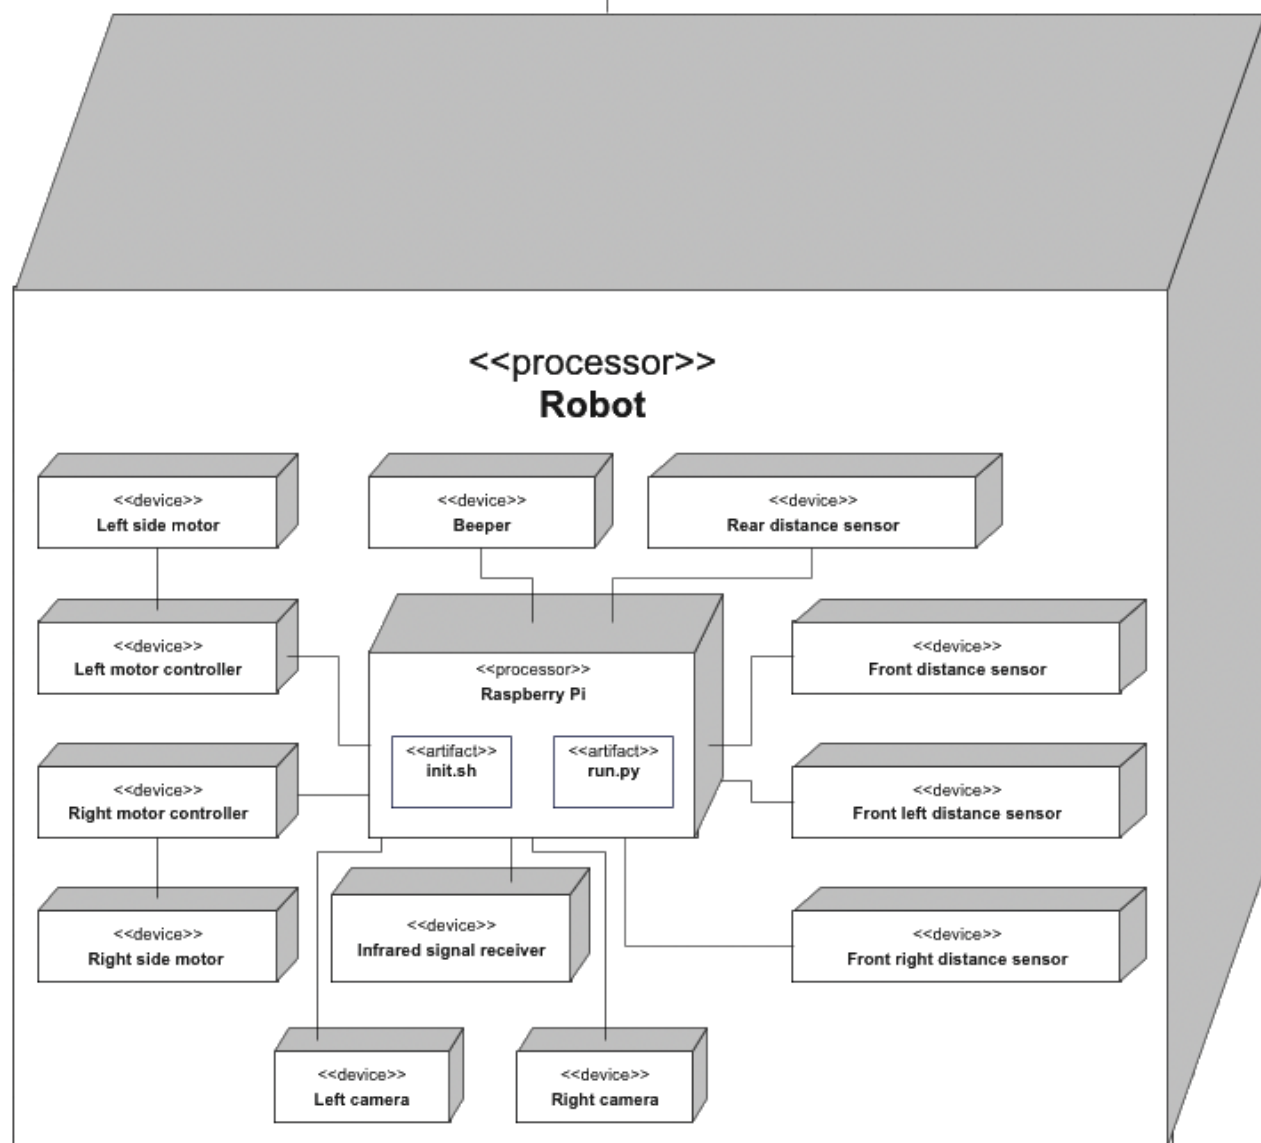 <<processor>>
Robot
<<device>>
Left side motor
<<device>>
Beeper
<<device>>
Rear distance sensor
<<device>>
Left motor controller
<<processor>>
Raspberry Pi
<<device>>
Front distance sensor
<<artifact>>
init.sh
<<artifact>>
run.py
<<device>>
Right motor controller
<<device>>
Front left distance sensor
<<device>>
Right side motor
<<device>>
Infrared signal receiver
<<device>>
Front right distance sensor
<<device>>
Left camera
<<device>>
Right camera